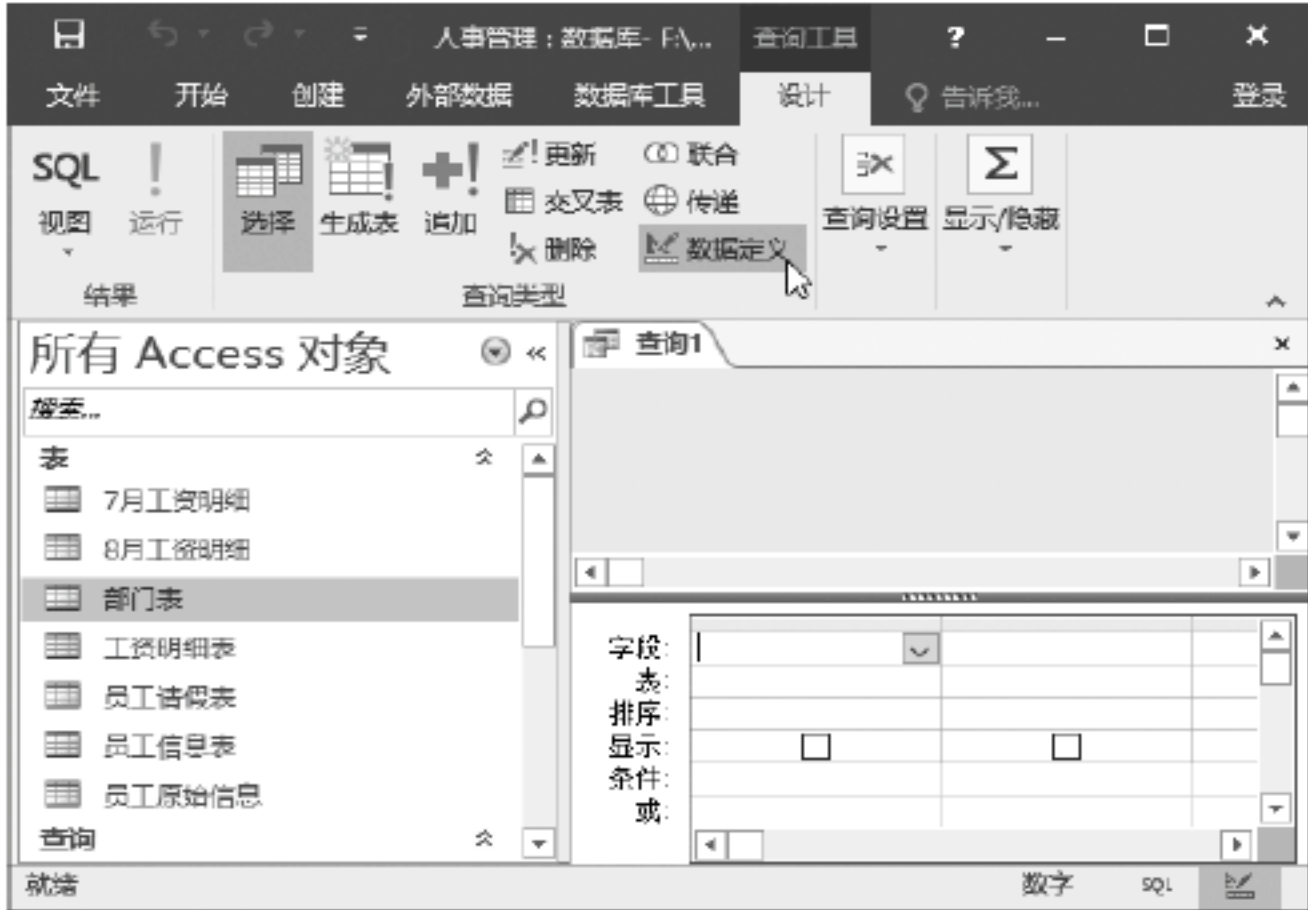 人事管理：数据库- F:\... 查询工具 ?
文件 开始 创建 外部数据 数据库工具 设计 告诉我... 登录
SQL
视图 运行 选择 生成表 追加 更新 联合
交叉表 传递
删除 数据定义
查询设置 显示/隐藏
结果 查询类型
所有 Access 对象 «
搜索...
表
7月工资明细
8月工资明细
部门表
工资明细表
员工请假表
员工信息表
员工原始信息
查询
查询1
字段:
表:
排序:
显示:
条件:
或:
就绪 数字 SQL